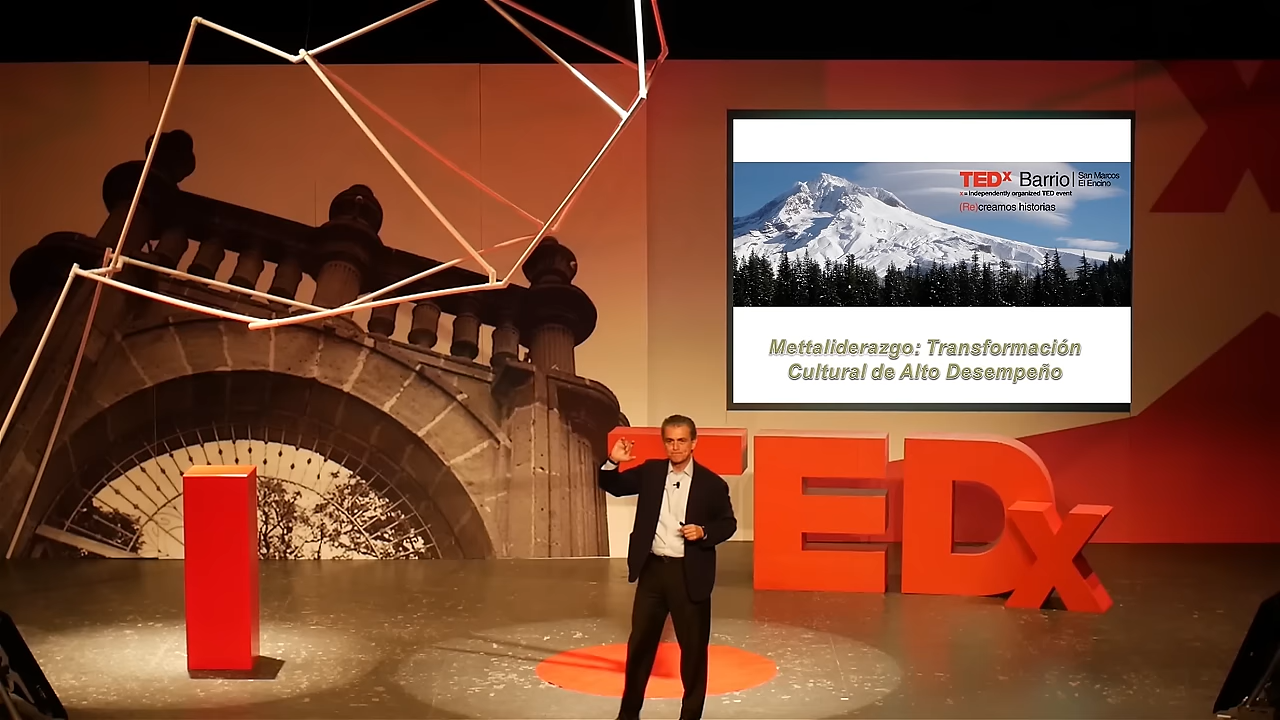 TEDx Barrio | San Marcos
El Encino
x = independently organized TED event
(Re)creamos historias
Mettaliderazgo: Transformación
Cultural de Alto Desempeño
TEDx